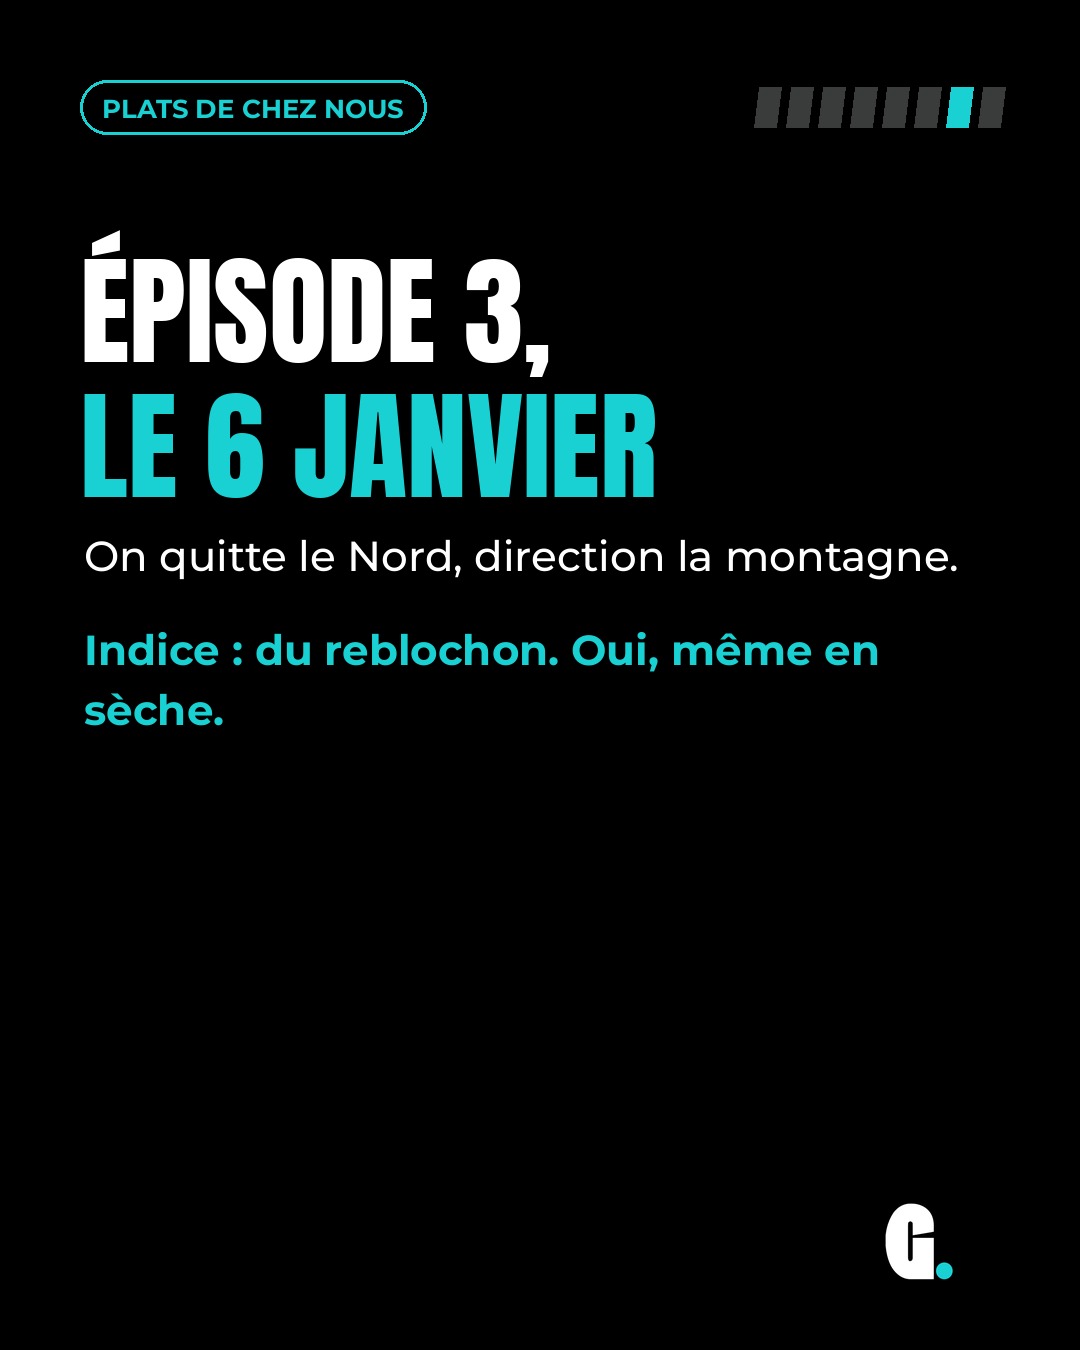 PLATS DE CHEZ NOUS
ÉPISODE 3,
LE 6 JANVIER
On quitte le Nord, direction la montagne.
Indice : du reblochon. Oui, même en
sèche.
G.